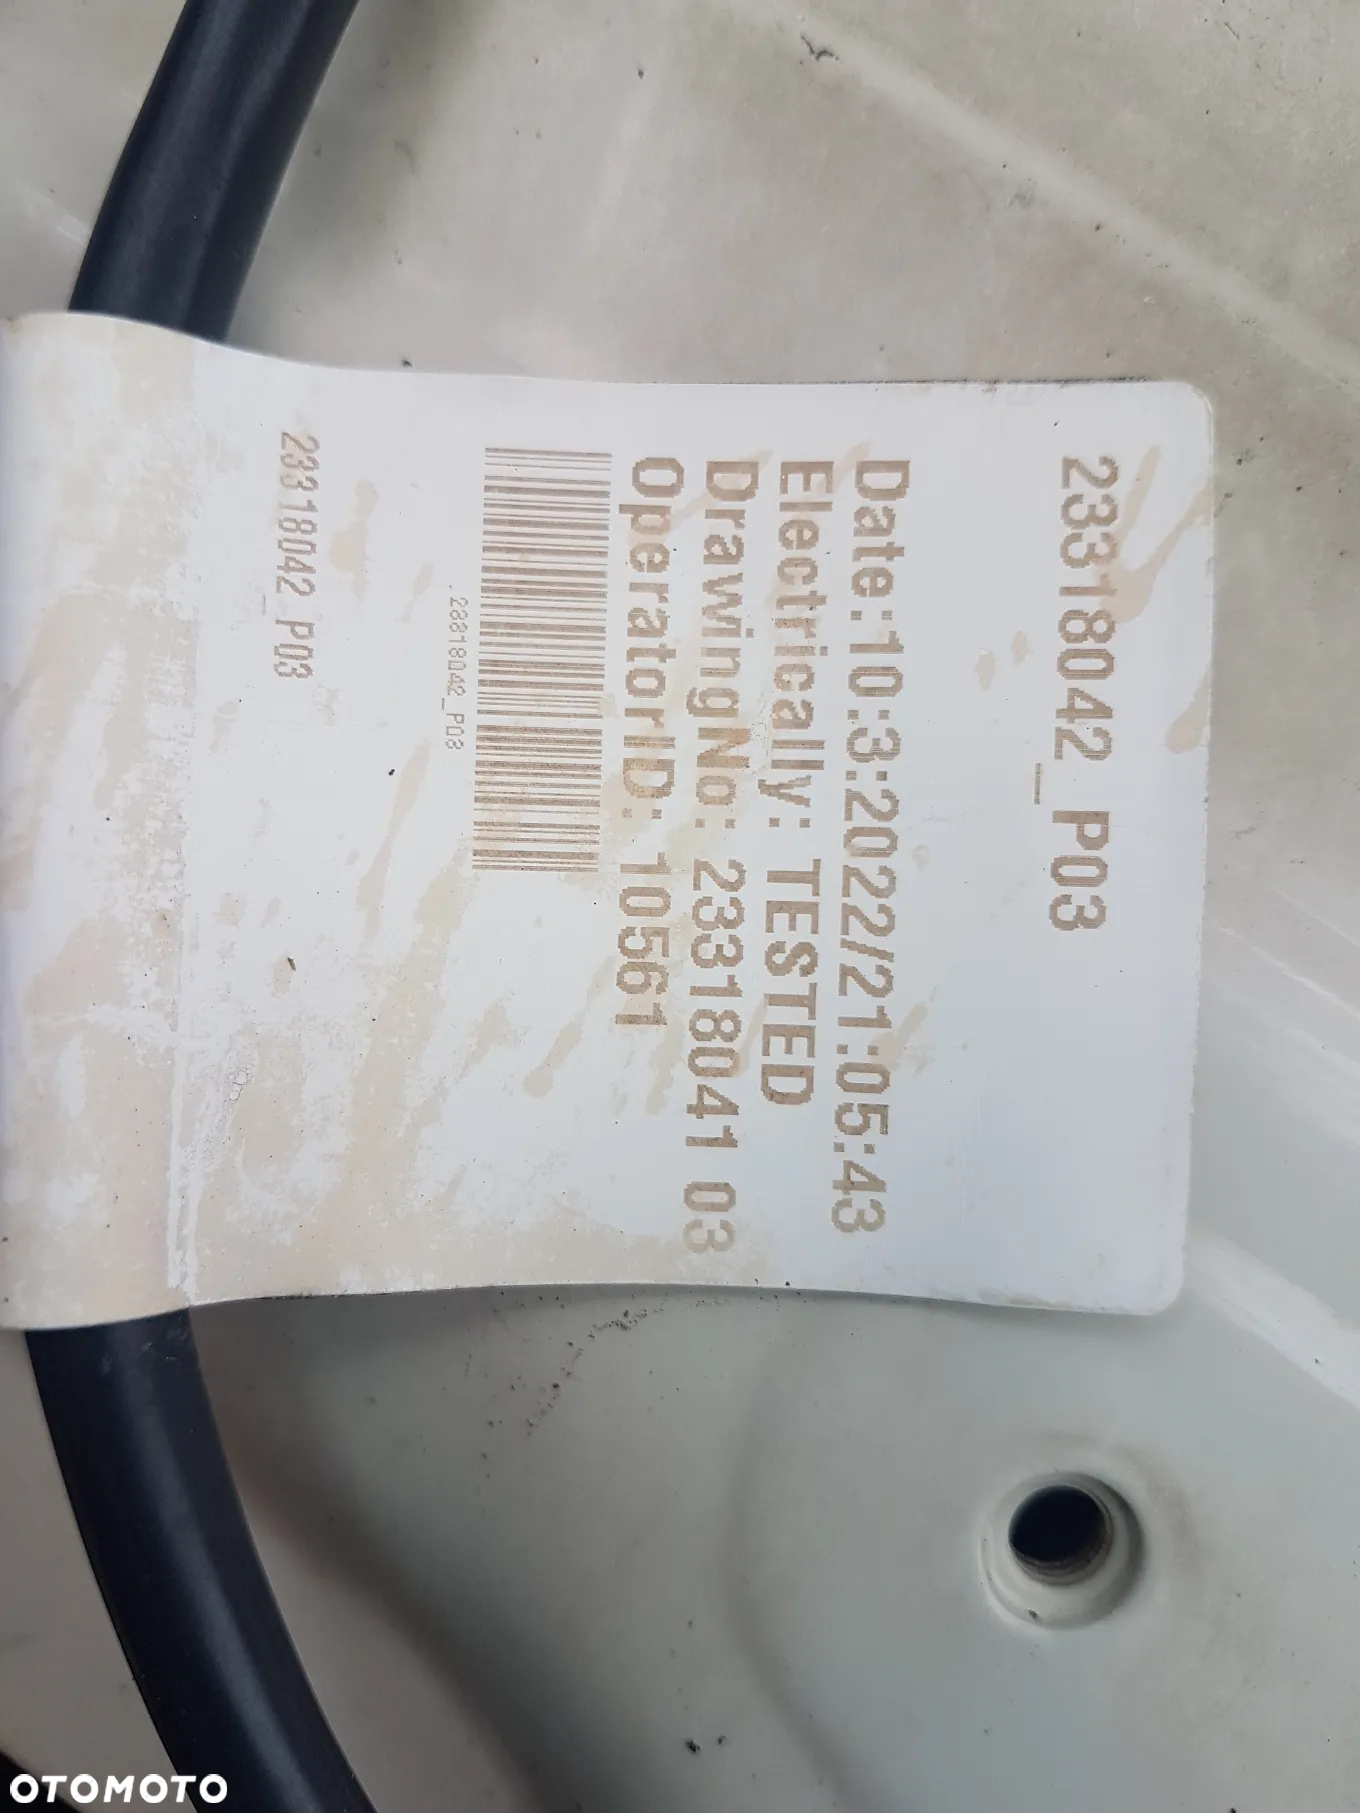 23318042_P03
Date:10:3:2022/21:05:43
Electrically: TESTED
DrawingNo: 23318041 03
OperatorID: 10561
23318042_P03
23318042_P03
OTOMOTO